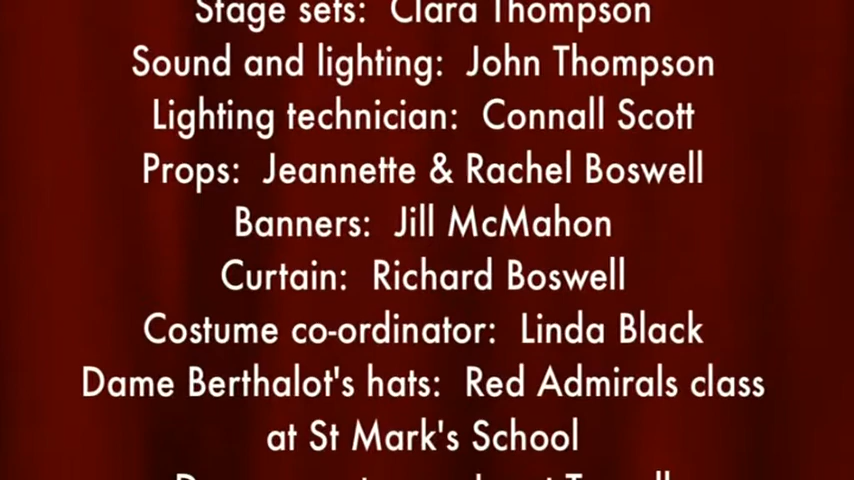 Stage sets: Clara Thompson
Sound and lighting: John Thompson
Lighting technician: Connall Scott
Props: Jeannette & Rachel Boswell
Banners: Jill McMahon
Curtain: Richard Boswell
Costume co-ordinator: Linda Black
Dame Berthalot's hats: Red Admirals class
at St Mark's School